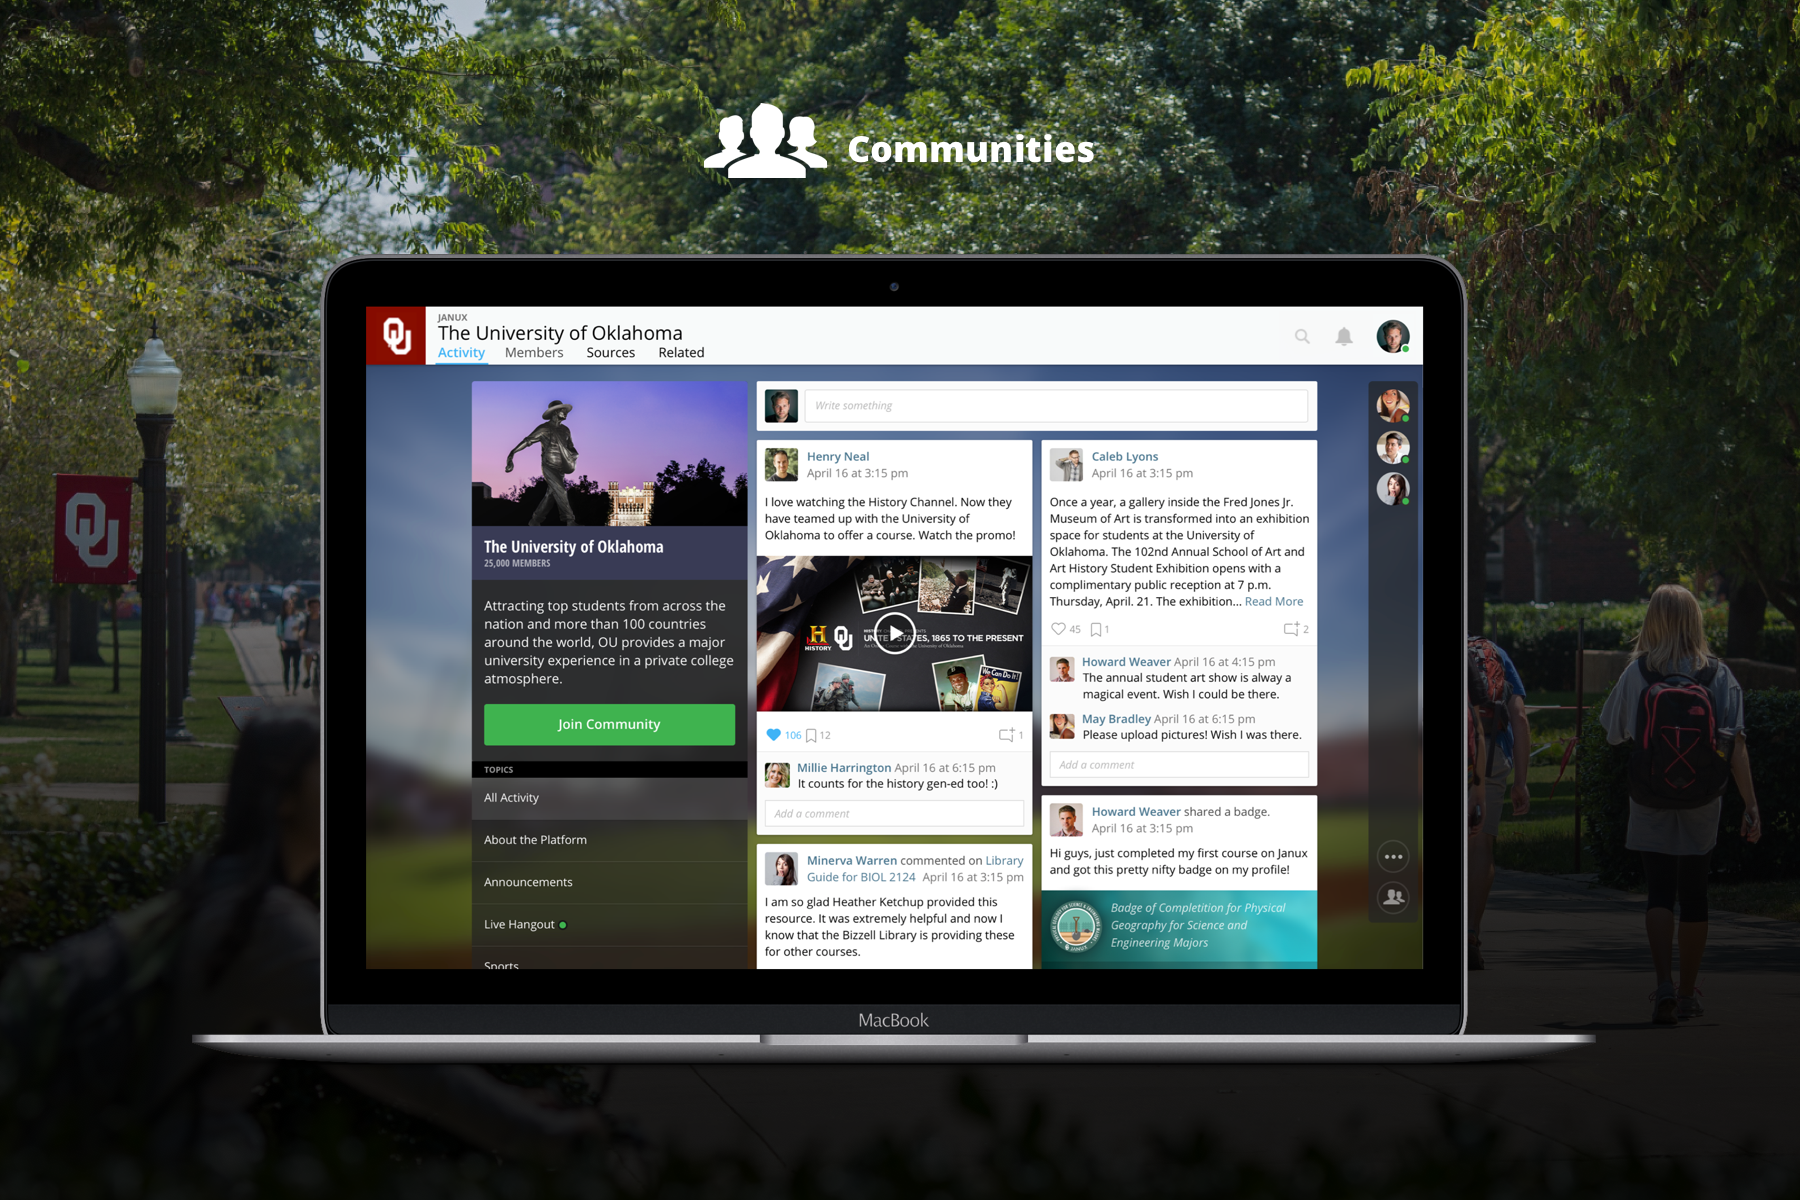 Communities
JANUX
The University of Oklahoma
Activity Members Sources Related
OU
OU
The University of Oklahoma
25,000 MEMBERS
Attracting top students from across the
nation and more than 100 countries
around the world, OU provides a major
university experience in a private college
atmosphere.
Join Community
TOPICS
All Activity
About the Platform
Announcements
Live Hangout
Sports
Write something
Henry Neal
April 16 at 3:15 pm
I love watching the History Channel. Now they
have teamed up with the University of
Oklahoma to offer a course. Watch the promo!
H
HISTORY
OU
1865 TO THE PRESENT
We Can Do It!
106 12 1
Millie Harrington April 16 at 6:15 pm
It counts for the history gen-ed too! :)
Add a comment
Minerva Warren commented on Library
Guide for BIOL 2124 April 16 at 3:15 pm
I am so glad Heather Ketchup provided this
resource. It was extremely helpful and now I
know that the Bizzell Library is providing these
for other courses.
Caleb Lyons
April 16 at 3:15 pm
Once a year, a gallery inside the Fred Jones Jr.
Museum of Art is transformed into an exhibition
space for students at the University of
Oklahoma. The 102nd Annual School of Art and
Art History Student Exhibition opens with a
complimentary public reception at 7 p.m.
Thursday, April. 21. The exhibition... Read More
45 1 2
Howard Weaver April 16 at 4:15 pm
The annual student art show is alway a
magical event. Wish I could be there.
May Bradley April 16 at 6:15 pm
Please upload pictures! Wish I was there.
Add a comment
Howard Weaver shared a badge.
April 16 at 3:15 pm
Hi guys, just completed my first course on Janux
and got this pretty nifty badge on my profile!
Badge of Completition for Physical
Geography for Science and
Engineering Majors
MacBook